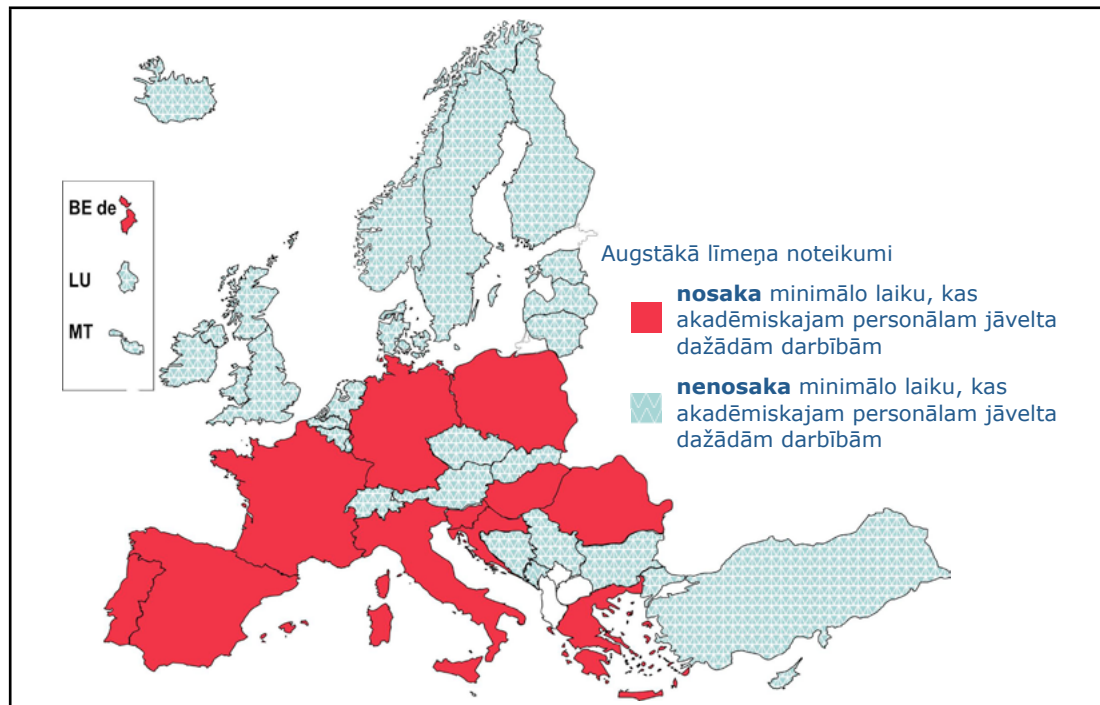 BE de
LU
MT
Augstākā līmeņa noteikumi
nosaka minimālo laiku, kas
akadēmiskajam personālam jāvelta
dažādām darbībām
nenosaka minimālo laiku, kas
akadēmiskajam personālam jāvelta
dažādām darbībām